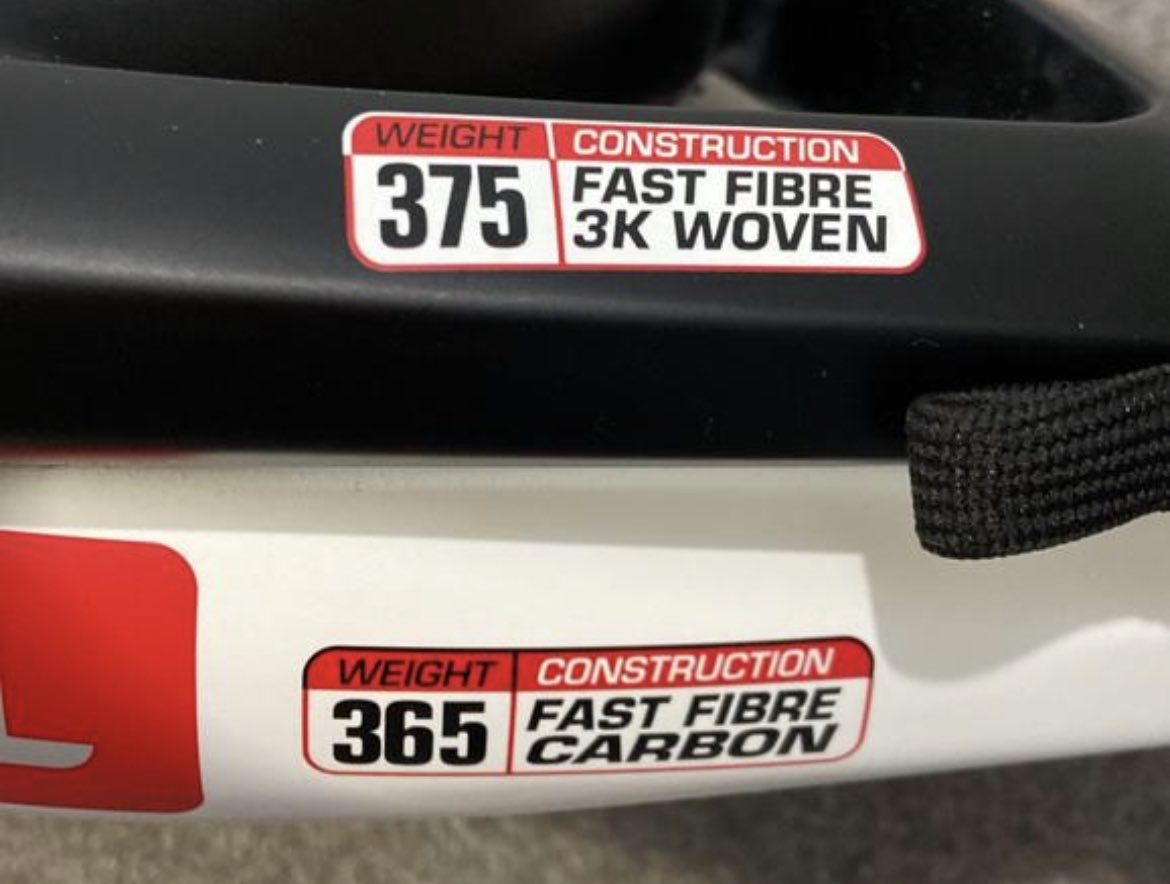 WEIGHT CONSTRUCTION
375 FAST FIBRE
3K WOVEN
WEIGHT CONSTRUCTION
365 FAST FIBRE
CARBON